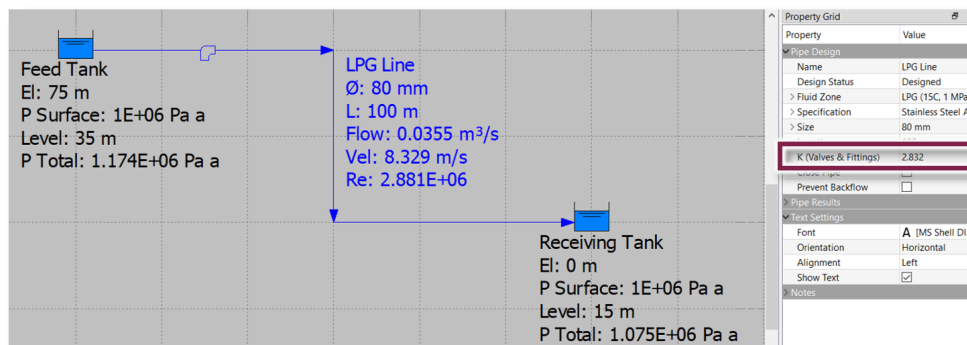 Feed Tank
El: 75 m
P Surface: 1E+06 Pa a
Level: 35 m
P Total: 1.174E+06 Pa a
LPG Line
Ø: 80 mm
L: 100 m
Flow: 0.0355 m³/s
Vel: 8.329 m/s
Re: 2.881E+06
Receiving Tank
El: 0 m
P Surface: 1E+06 Pa a
Level: 15 m
P Total: 1.075E+06 Pa a
Property Grid
Property Value
Pipe Design
Name LPG Line
Design Status Designed
Fluid Zone LPG (15C, 1 MPa
Specification Stainless Steel A
Size 80 mm
K (Valves & Fittings) 2.832
Close Pipe
Prevent Backflow
Pipe Results
Text Settings
Font A [MS Shell Dl
Orientation Horizontal
Alignment Left
Show Text
Notes